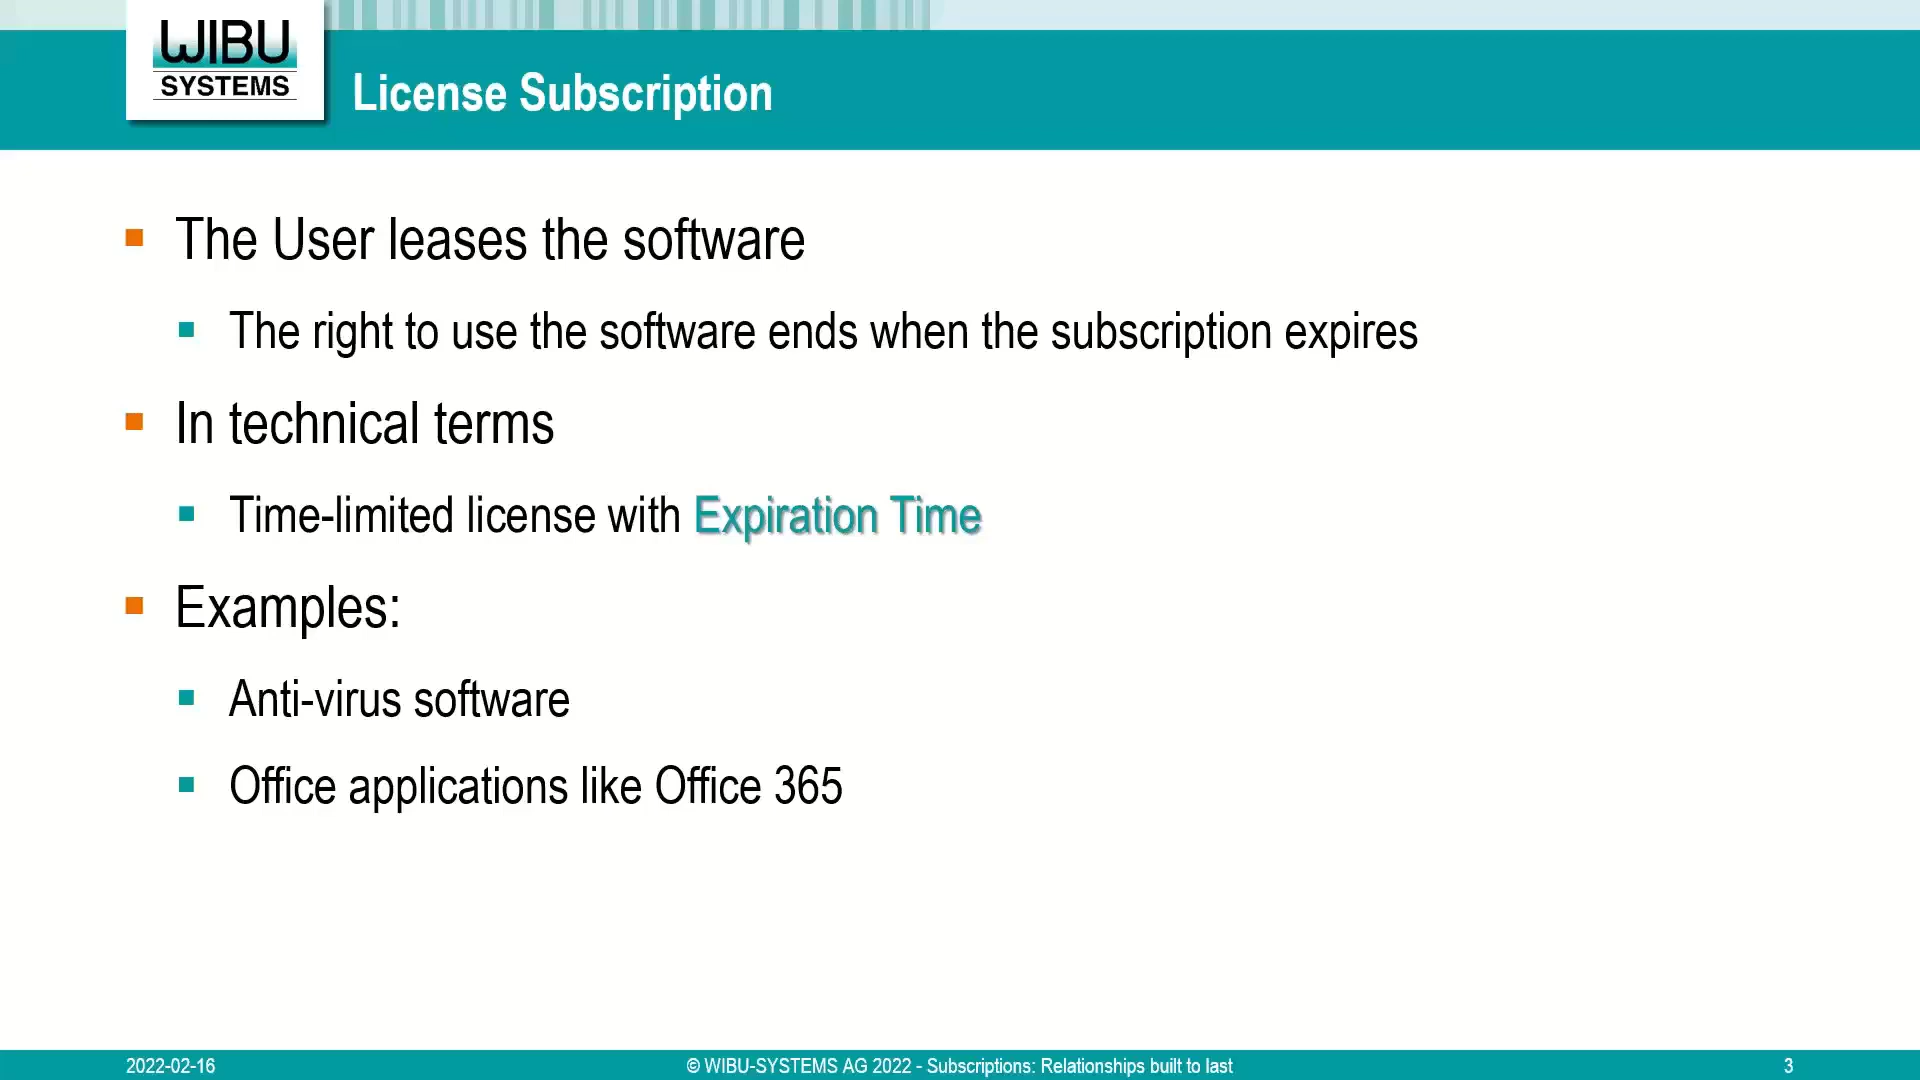 WIBU
SYSTEMS
License Subscription
The User leases the software
The right to use the software ends when the subscription expires
In technical terms
Time-limited license with Expiration Time
Examples:
Anti-virus software
Office applications like Office 365
2022-02-16
© WIBU-SYSTEMS AG 2022 - Subscriptions: Relationships built to last
3